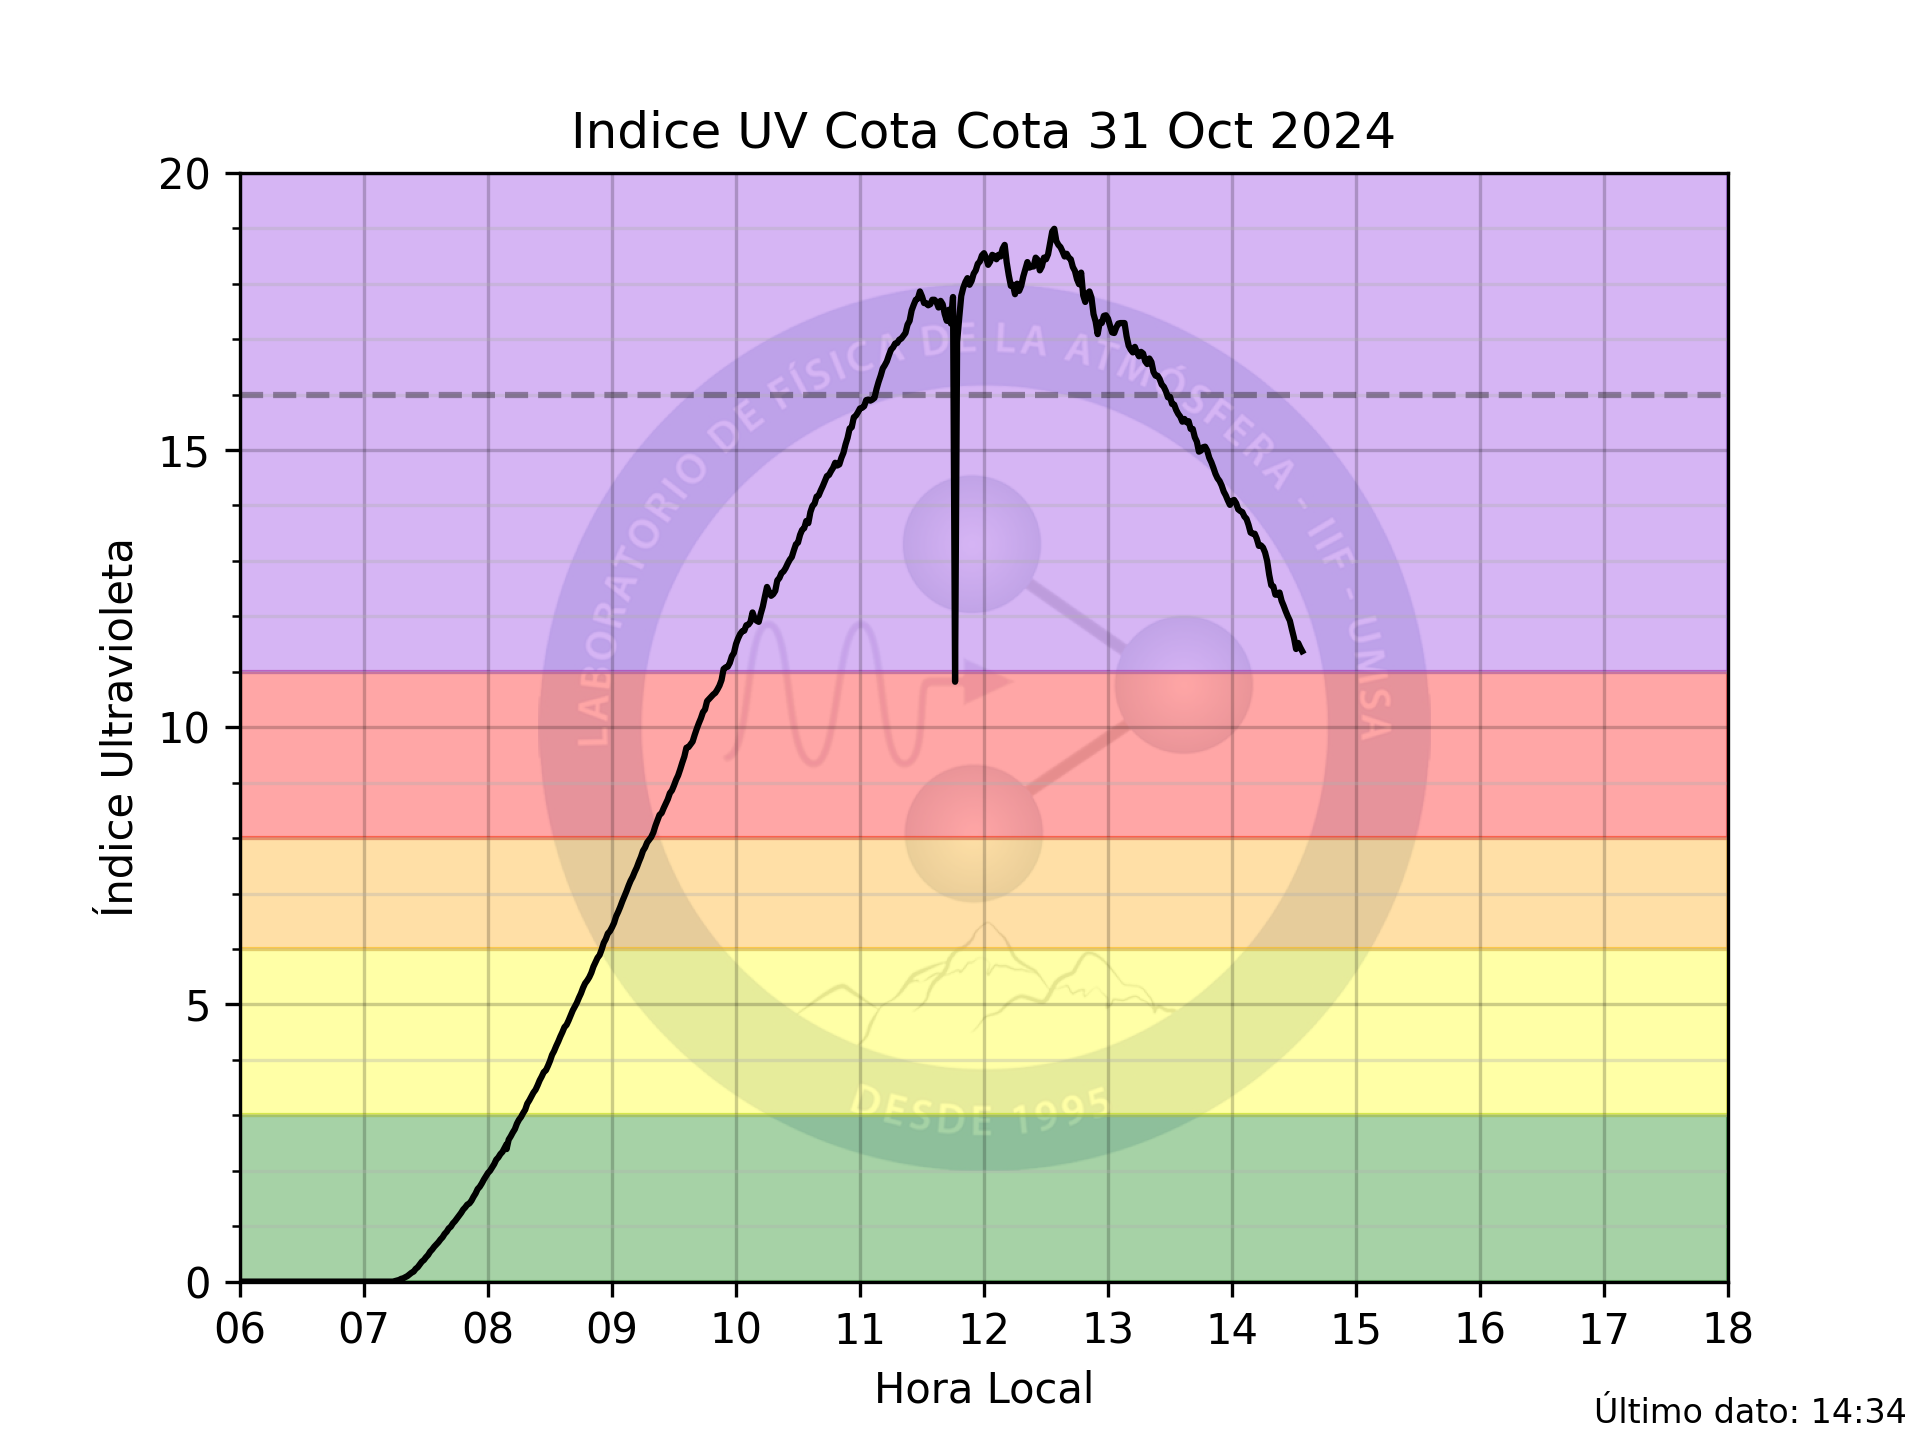 Indice UV Cota Cota 31 Oct 2024
20
15
10
5
0
Índice Ultravioleta
LABORATORIO DE FÍSICA DE LA ATMÓSFERA - IIF - UMSA
DESDE 1995
06 07 08 09 10 11 12 13 14 15 16 17 18
Hora Local
Último dato: 14:34